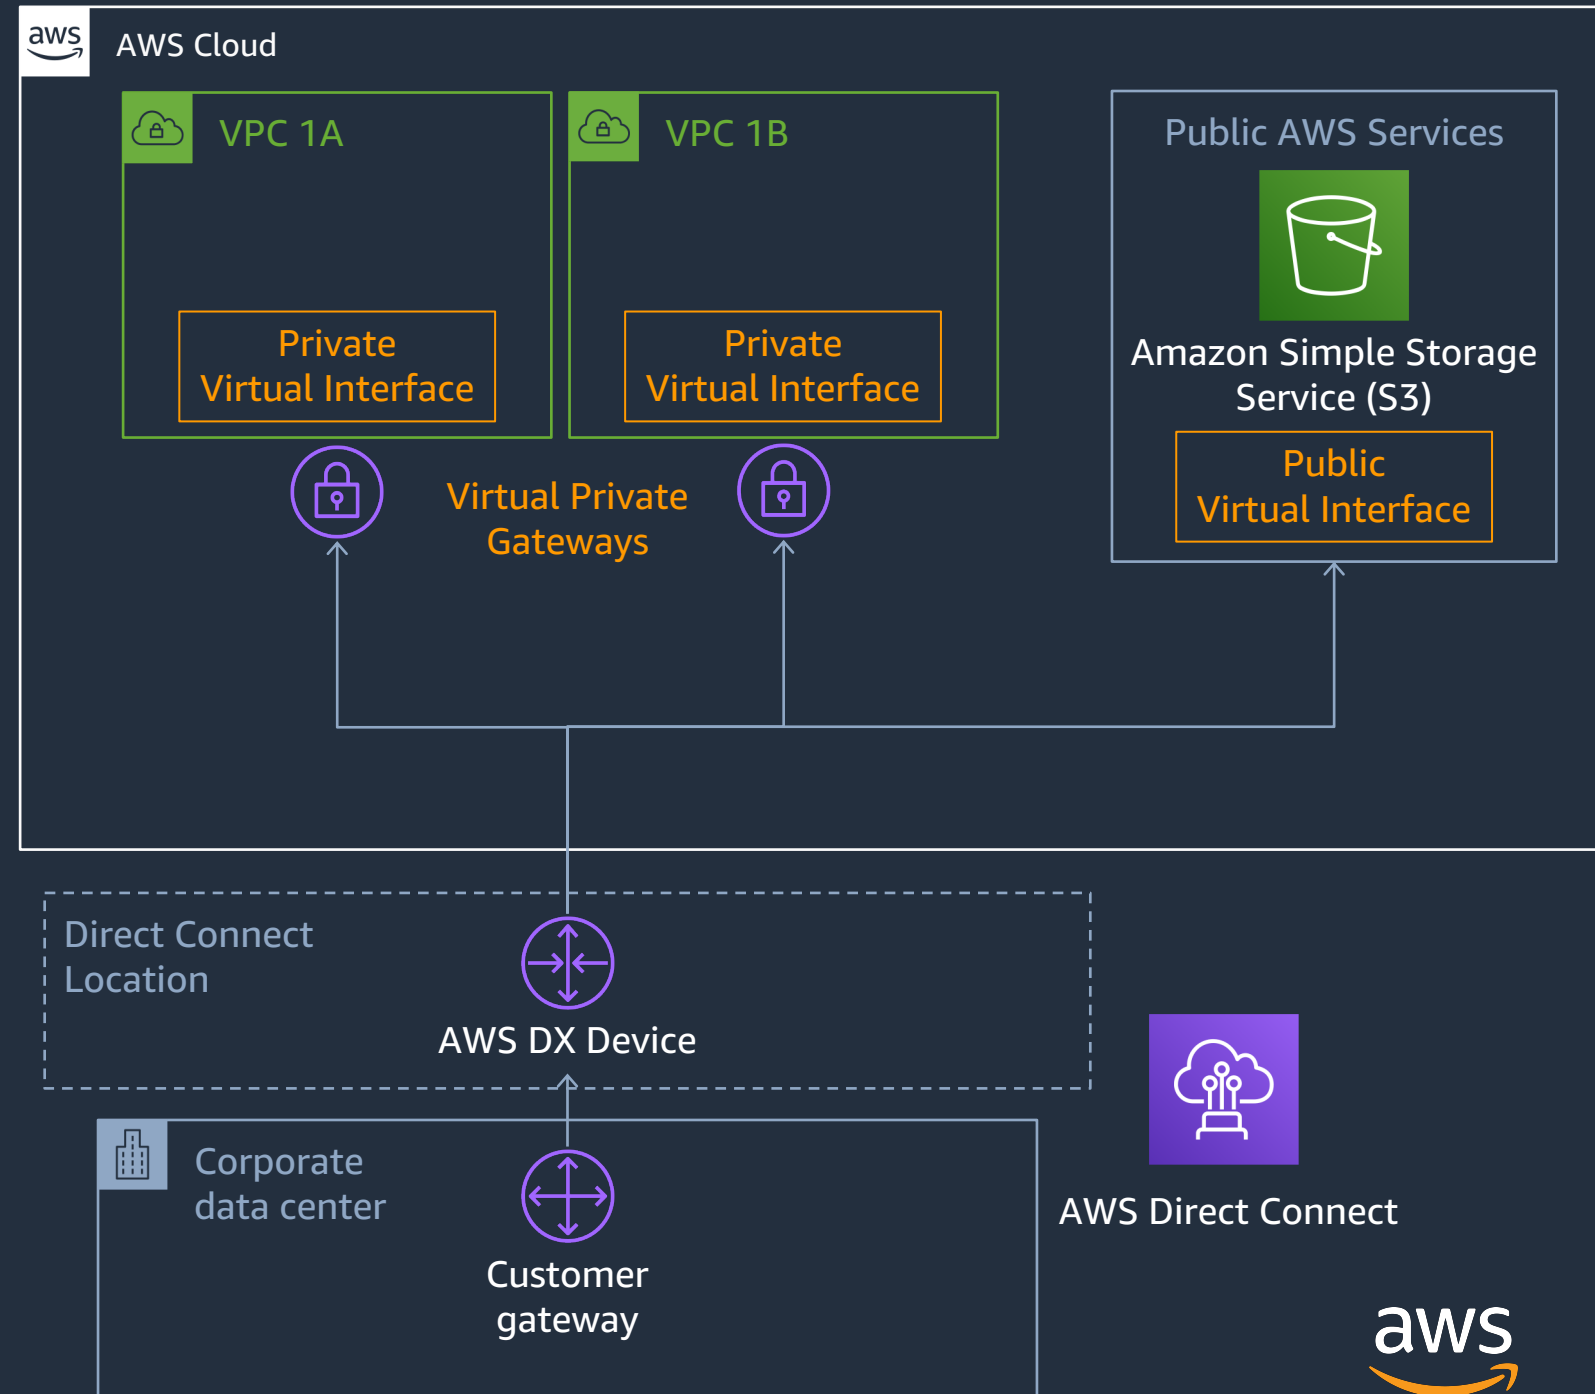 aws
AWS Cloud
VPC 1A
VPC 1B
Public AWS Services
Private
Virtual Interface
Private
Virtual Interface
Amazon Simple Storage
Service (S3)
Public
Virtual Interface
Virtual Private
Gateways
Direct Connect
Location
AWS DX Device
Corporate
data center
AWS Direct Connect
Customer
gateway
aws